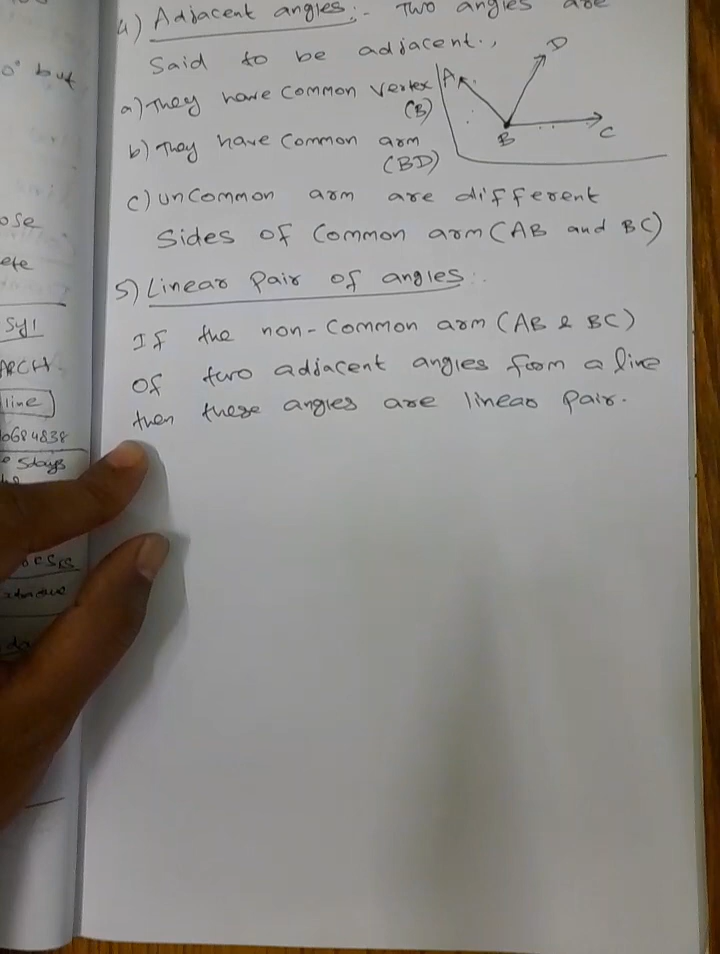 4) Adjacent angles :- Two angles are
Said to be adjacent.,
a) They have common vertex
(B)
b) They have Common arm
(BD)
A
D
B
C
c) unCommon arm are different
Sides of Common arm (AB and BC)
5) Linear Pair of angles :
If the non-Common arm (AB & BC)
Of two adjacent angles from a line
then these angles are linear Pair.
0° but
ose
ete
Syl
ARCH
line
5days